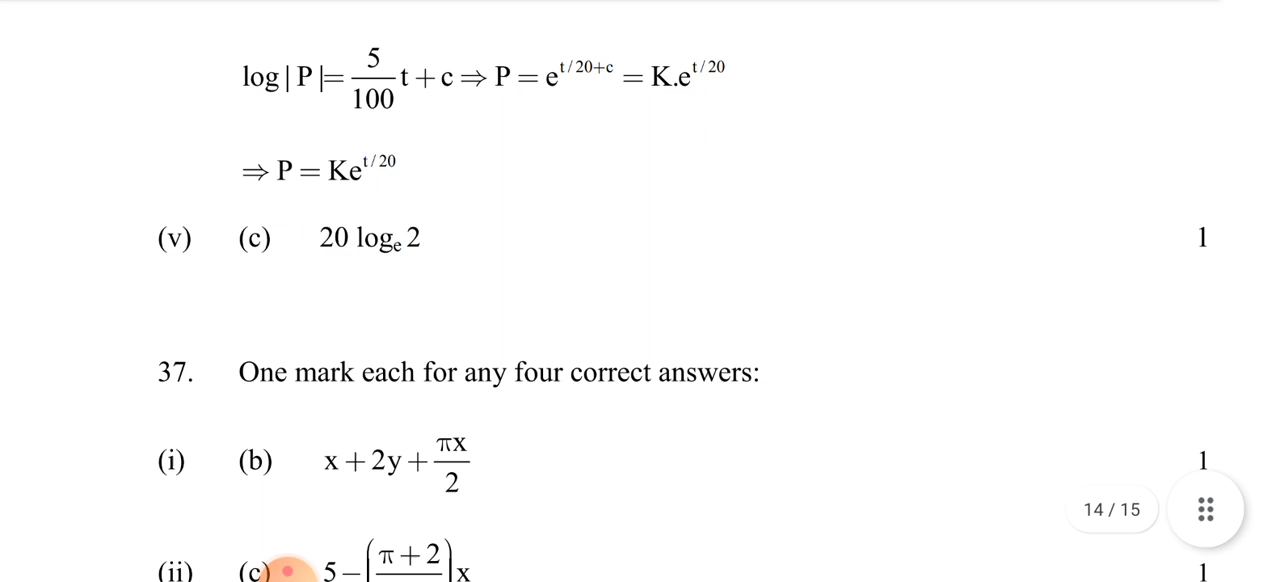 log|P|= 5/100 t + c ⇒ P = e^{t/20+c} = K.e^{t/20}
⇒ P = Ke^{t/20}
(v) (c) 20 logₑ 2 1
37. One mark each for any four correct answers:
(i) (b) x + 2y + πx/2 1
14 / 15
(ii) (c) 5 − (π + 2) x 1